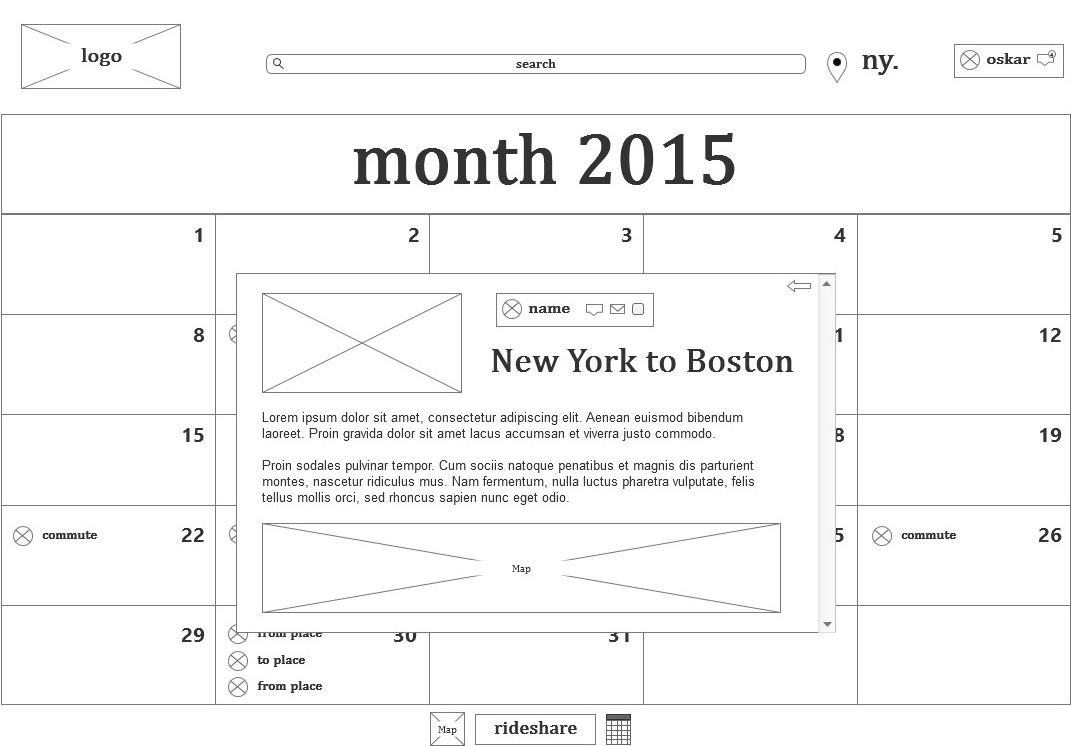 logo
search
ny.
oskar
month 2015
1
2
3
4
5
8
1
12
name
New York to Boston
Lorem ipsum dolor sit amet, consectetur adipiscing elit. Aenean euismod bibendum
laoreet. Proin gravida dolor sit amet lacus accumsan et viverra justo commodo.
Proin sodales pulvinar tempor. Cum sociis natoque penatibus et magnis dis parturient
montes, nascetur ridiculus mus. Nam fermentum, nulla luctus pharetra vulputate, felis
tellus mollis orci, sed rhoncus sapien nunc eget odio.
Map
15
8
19
commute
22
5
commute
26
29
from place
30
31
to place
from place
Map
rideshare